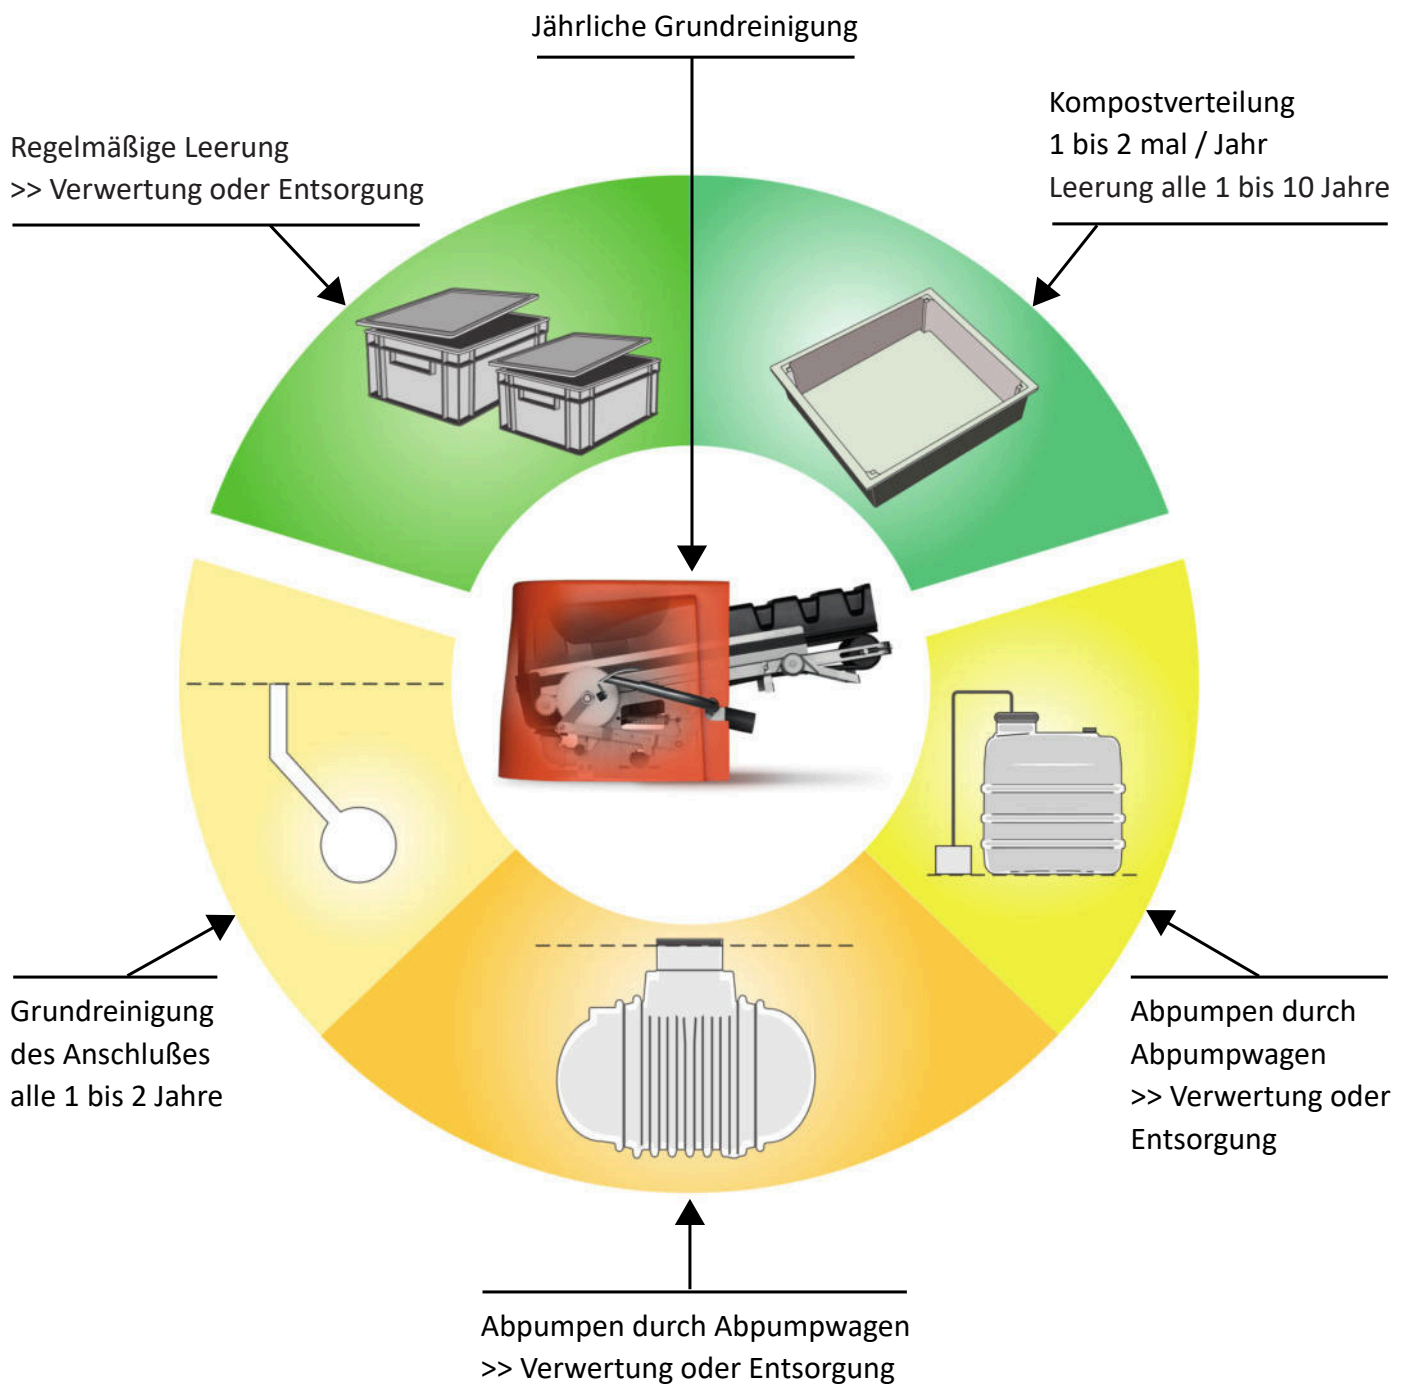 Jährliche Grundreinigung
Regelmäßige Leerung
>> Verwertung oder Entsorgung
Kompostverteilung
1 bis 2 mal / Jahr
Leerung alle 1 bis 10 Jahre
Grundreinigung
des Anschlußes
alle 1 bis 2 Jahre
Abpumpen durch
Abpumpwagen
>> Verwertung oder
Entsorgung
Abpumpen durch Abpumpwagen
>> Verwertung oder Entsorgung